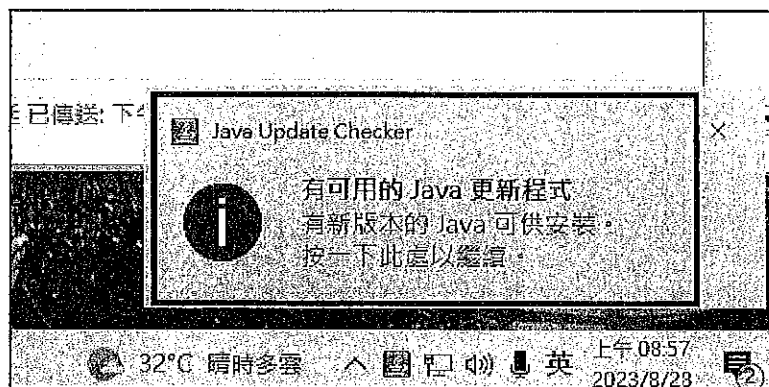 已傳送: 下午
Java Update Checker
有可用的 Java 更新程式
有新版本的 Java 可供安裝。
按一下此處以繼續。
32°C 晴時多雲
英
上午 08:57
2023/8/28
2